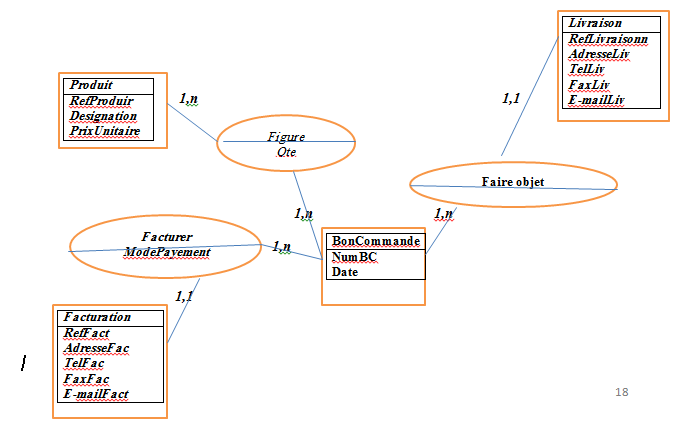 Livraison
RefLivraisonn
AdresseLiv
TelLiv
FaxLiv
E-mailLiv
1,1
Produit
RefProduir
Designation
PrixUnitaire
1,n
Figure
Qte
Faire objet
1,n
1,n
BonCommande
NumBC
Date
Facturer
ModePayement
1,n
1,1
Facturation
RefFact
AdresseFac
TelFac
FaxFac
E-mailFact
/
18